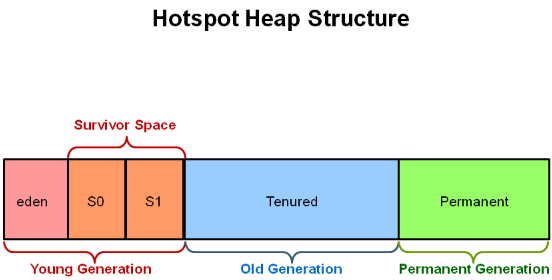 Hotspot Heap Structure
Survivor Space
eden S0 S1 Tenured Permanent
Young Generation Old Generation Permanent Generation